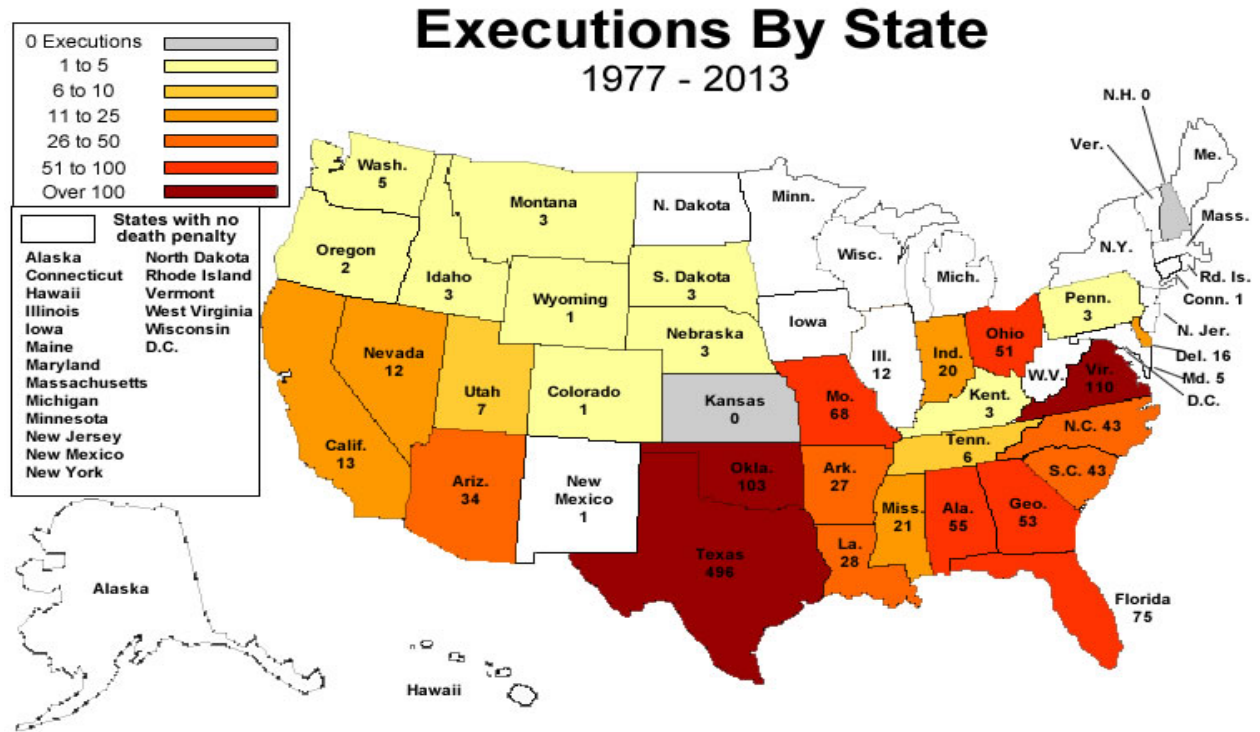 Executions By State
1977 - 2013
0 Executions
1 to 5
6 to 10
11 to 25
26 to 50
51 to 100
Over 100
States with no
death penalty
Alaska
Connecticut
Hawaii
Illinois
Iowa
Maine
Maryland
Massachusetts
Michigan
Minnesota
New Jersey
New Mexico
New York
North Dakota
Rhode Island
Vermont
West Virginia
Wisconsin
D.C.
Wash.
5
Oregon
2
Idaho
3
Montana
3
Wyoming
1
N. Dakota
S. Dakota
3
Nebraska
3
Minn.
Wisc.
Mich.
Iowa
Nevada
12
Utah
7
Colorado
1
Kansas
0
Calif.
13
Ariz.
34
New
Mexico
1
Okla.
103
Texas
496
Mo.
68
Ark.
27
La.
28
Ill.
12
Ind.
20
Ohio
51
Kent.
3
Tenn.
6
Miss.
21
Ala.
55
Geo.
53
Florida
75
S.C. 43
N.C. 43
Vir.
110
W.V.
Penn.
3
N.Y.
Ver.
N.H. 0
Me.
Mass.
Rd. Is.
Conn. 1
N. Jer.
Del. 16
Md. 5
D.C.
Alaska
Hawaii